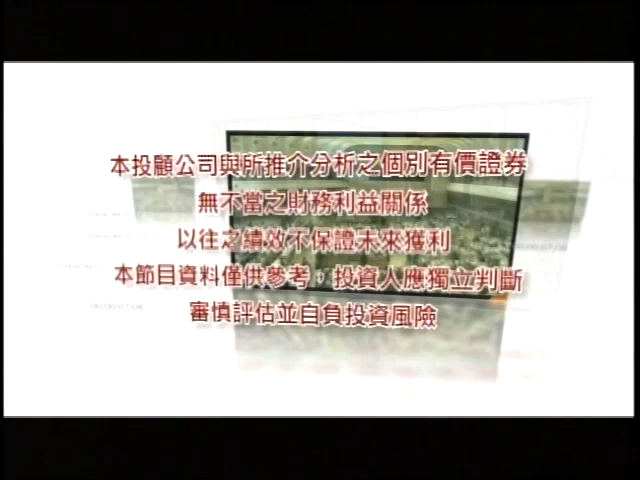 本投顧公司與所推介分析之個別有價證券
無不當之財務利益關係
以往之績效不保證未來獲利
本節目資料僅供參考，投資人應獨立判斷
審慎評估並自負投資風險